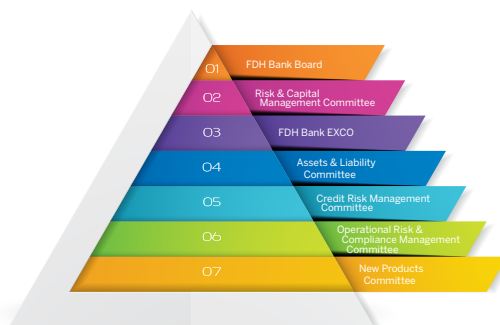 01
FDH Bank Board
02
Risk & Capital
Management Committee
03
FDH Bank EXCO
04
Assets & Liability
Committee
05
Credit Risk Management
Committee
06
Operational Risk &
Compliance Management
Committee
07
New Products
Committee